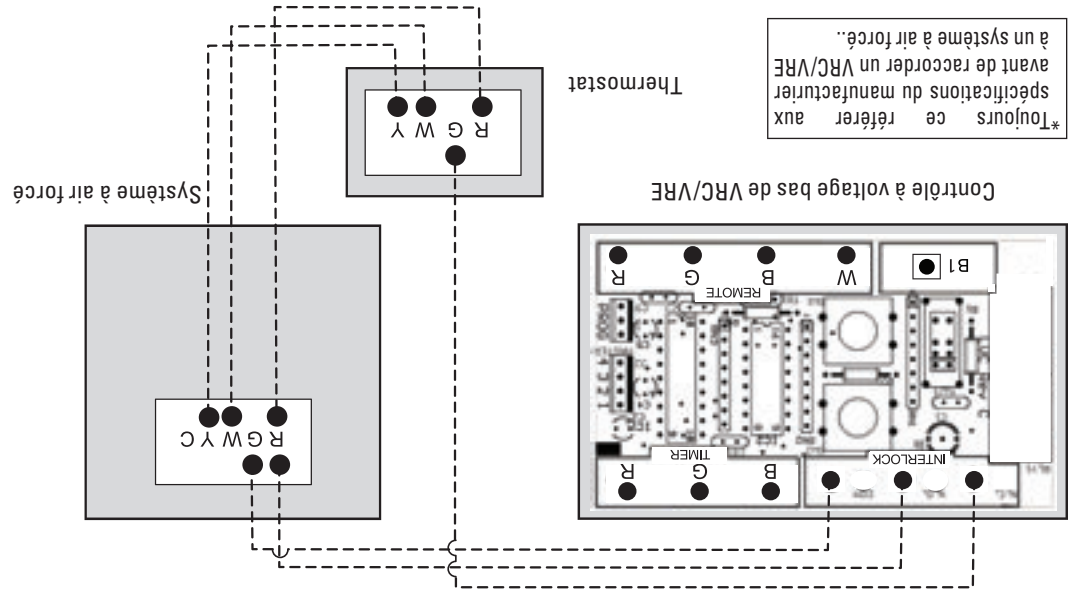 INTERLOCK
B G R
TIMER
B1
REMOTE
W B G R
Contrôle à voltage bas de VRC/VRE
R G W Y C
Système à air forcé
R G W Y
Thermostat
*Toujours ce référer aux
spécifications du manufacturier
avant de raccorder un VRC/VRE
à un système à air forcé..